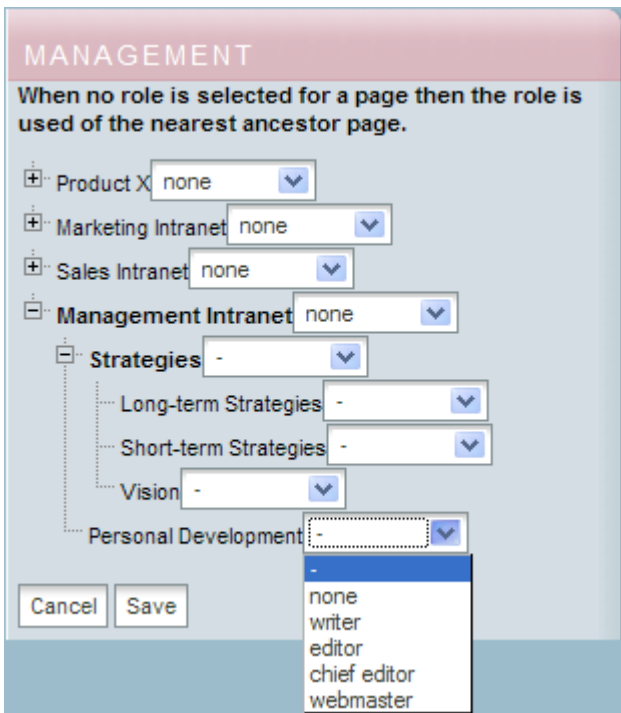 MANAGEMENT
When no role is selected for a page then the role is
used of the nearest ancestor page.
Product X none
Marketing Intranet none
Sales Intranet none
Management Intranet none
Strategies -
Long-term Strategies -
Short-term Strategies -
Vision -
Personal Development -
-
none
writer
editor
chief editor
webmaster
Cancel Save